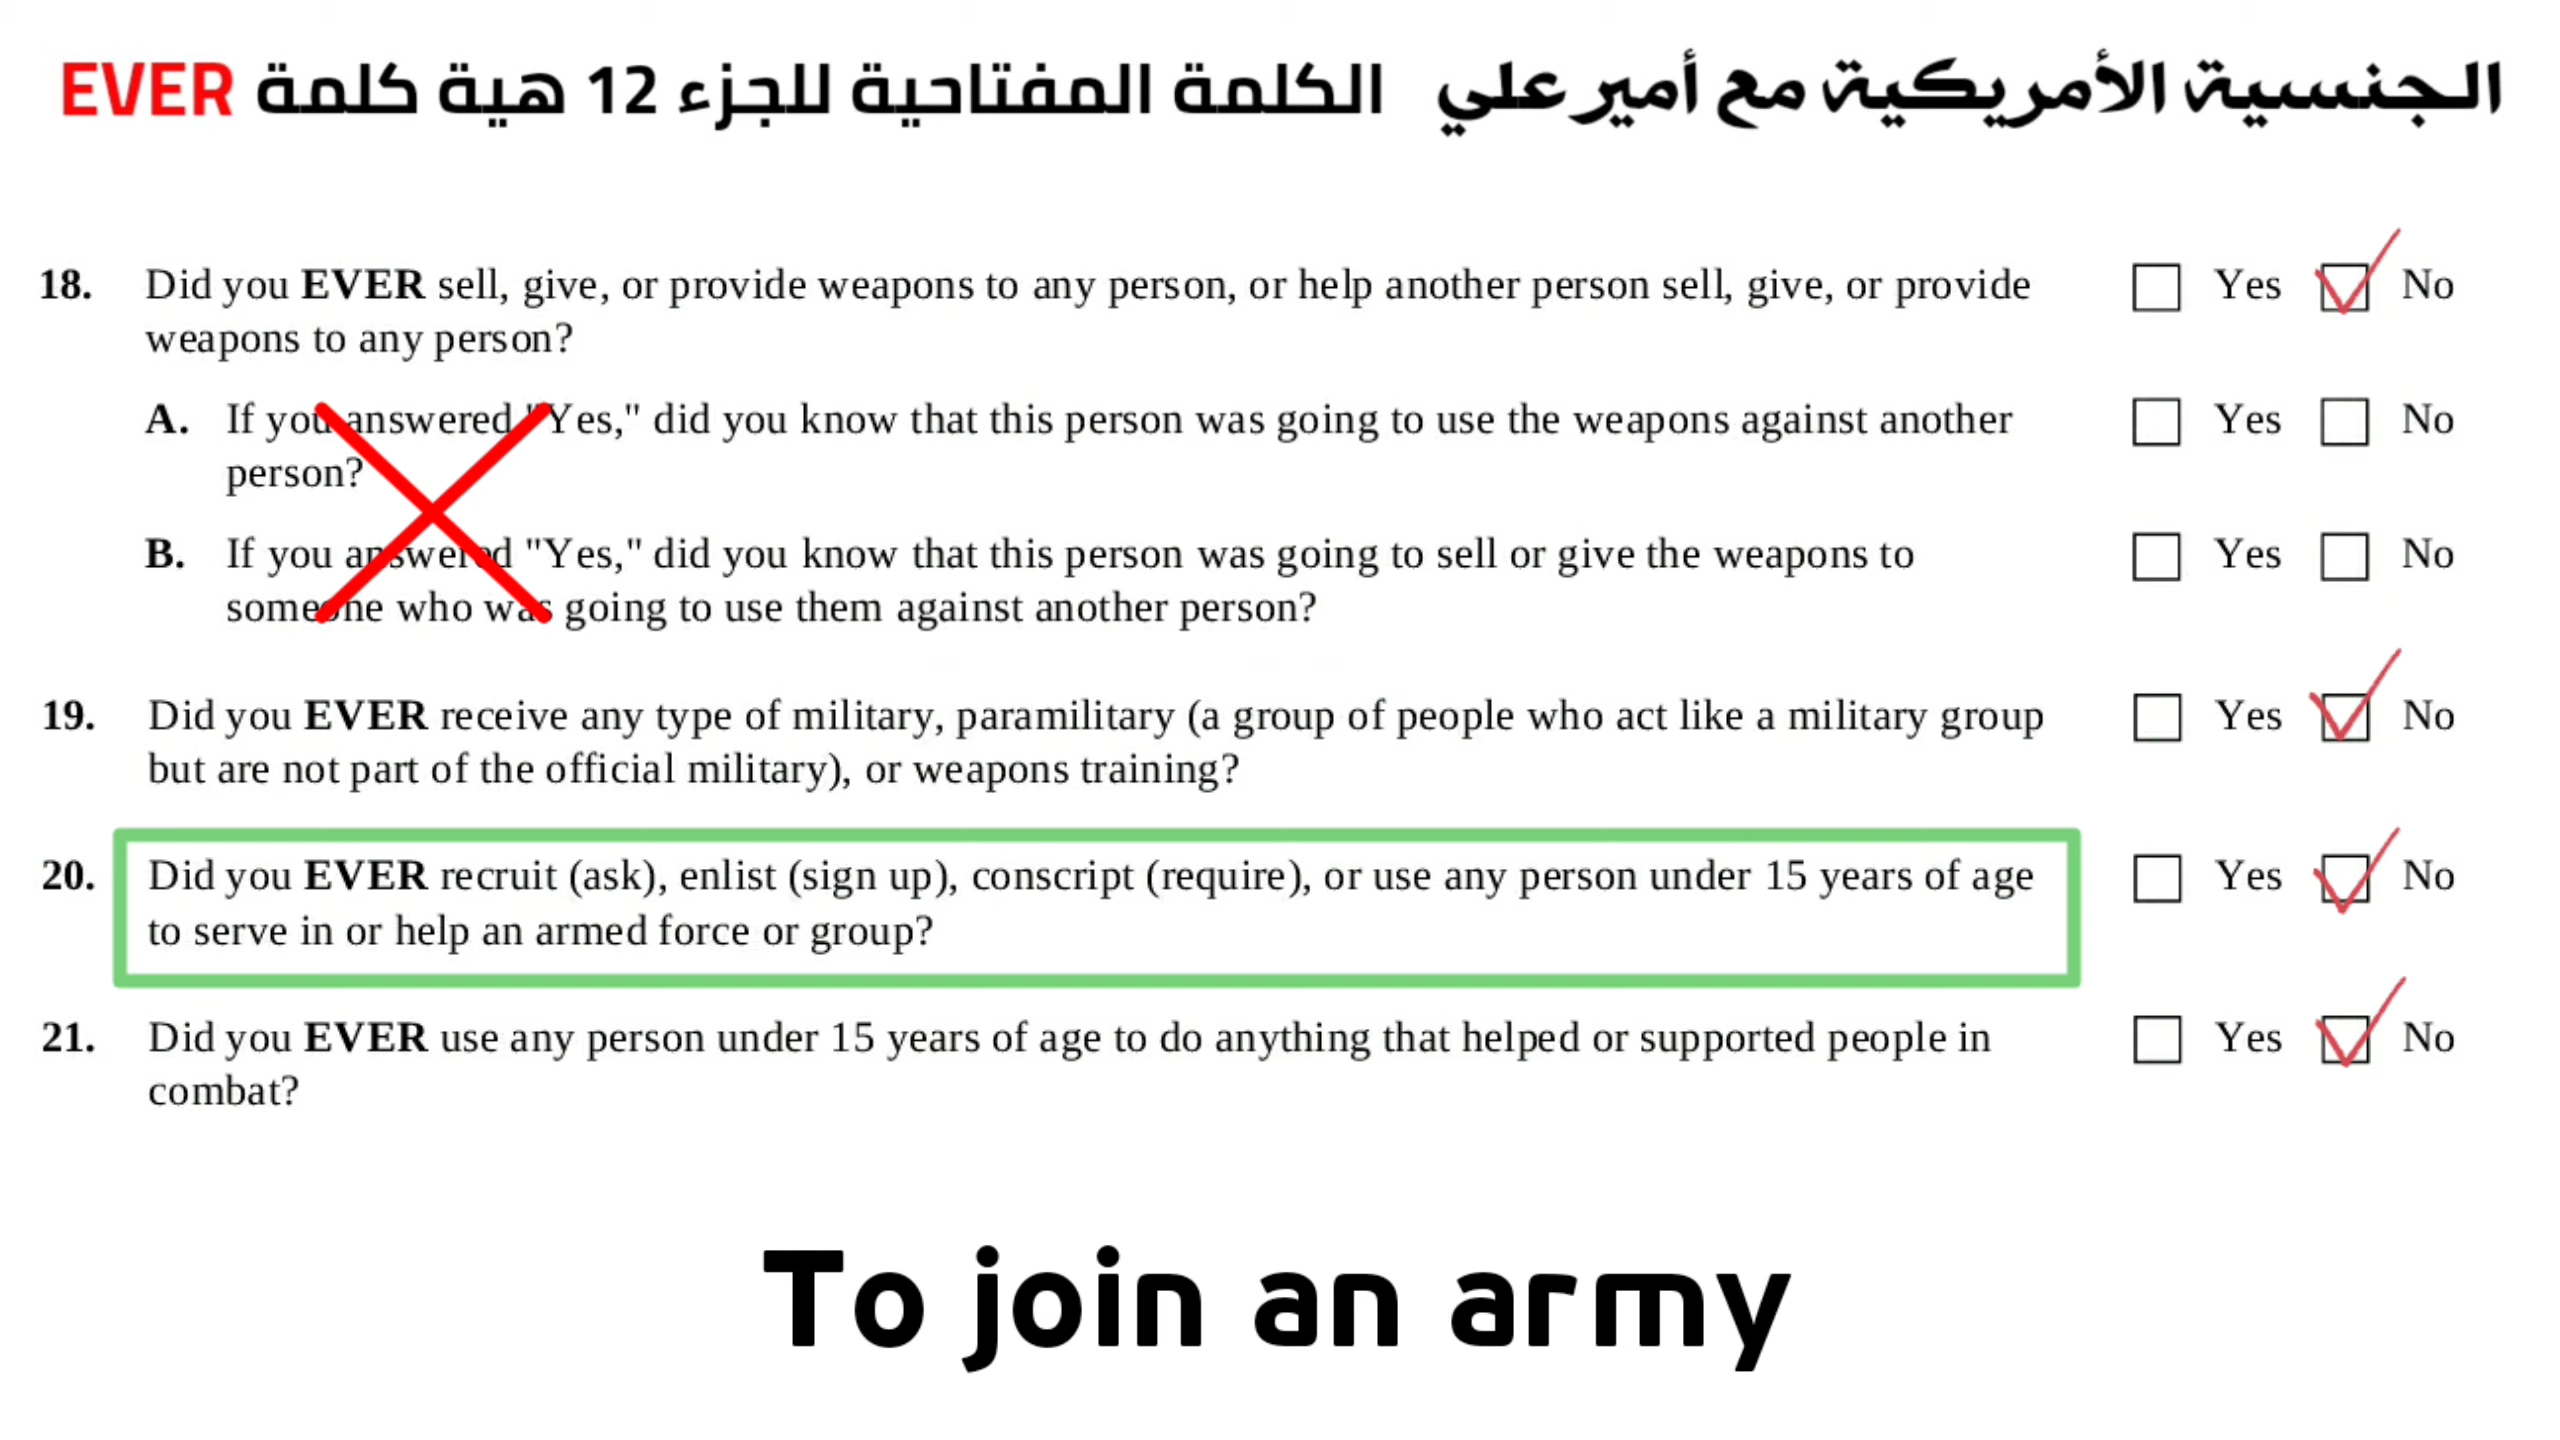 الجنسية الأمريكية مع أمير علي الكلمة المفتاحية للجزء 12 هية كلمة EVER
18. Did you EVER sell, give, or provide weapons to any person, or help another person sell, give, or provide Yes No
weapons to any person?
A. If you answered "Yes," did you know that this person was going to use the weapons against another Yes No
person?
B. If you answered "Yes," did you know that this person was going to sell or give the weapons to Yes No
someone who was going to use them against another person?
19. Did you EVER receive any type of military, paramilitary (a group of people who act like a military group Yes No
but are not part of the official military), or weapons training?
20. Did you EVER recruit (ask), enlist (sign up), conscript (require), or use any person under 15 years of age Yes No
to serve in or help an armed force or group?
21. Did you EVER use any person under 15 years of age to do anything that helped or supported people in Yes No
combat?
To join an army